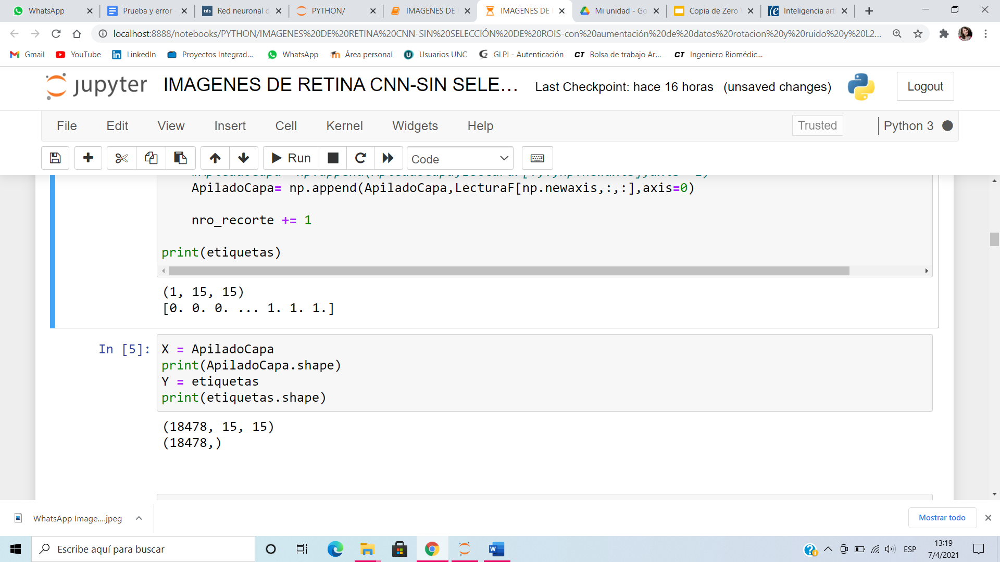 WhatsApp
Prueba y error
Red neuronal d
PYTHON/
IMAGENES DE
IMAGENES DE
Mi unidad - Go
Copia de Zero
Inteligencia art
localhost:8888/notebooks/PYTHON/IMAGENES%20DE%20RETINA%20CNN-SIN%20SELECCIÓN%20DE%20ROIS-con%20aumentación%20de%20datos%20rotacion%20y%20ruido%20y%20L2...
Gmail
YouTube
LinkedIn
Proyectos Integrad...
WhatsApp
Área personal
Usuarios UNC
GLPI - Autenticación
CT Bolsa de trabajo Ar...
CT Ingeniero Biomédic...
jupyter
IMAGENES DE RETINA CNN-SIN SELE...
Last Checkpoint: hace 16 horas (unsaved changes)
Logout
File
Edit
View
Insert
Cell
Kernel
Widgets
Help
Trusted
Python 3
Run
Code
ApiladoCapa= np.append(ApiladoCapa,LecturaF[np.newaxis,:,:],axis=0)
nro_recorte += 1
print(etiquetas)
(1, 15, 15)
[0. 0. 0. ... 1. 1. 1.]
In [5]:
X = ApiladoCapa
print(ApiladoCapa.shape)
Y = etiquetas
print(etiquetas.shape)
(18478, 15, 15)
(18478,)
WhatsApp Image....jpeg
Mostrar todo
Escribe aquí para buscar
ESP
13:19
7/4/2021